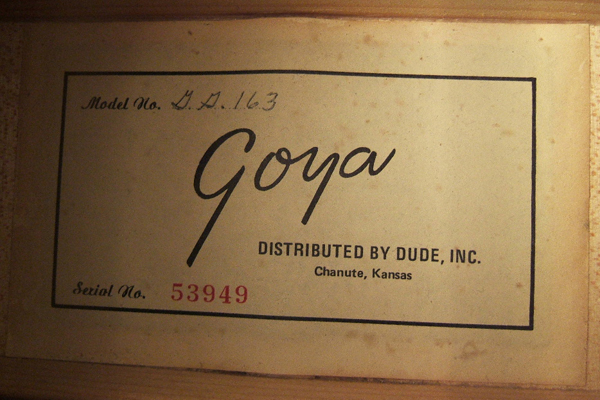 Model No. G.G. 163
Goya
DISTRIBUTED BY DUDE, INC.
Chanute, Kansas
Serial No. 53949